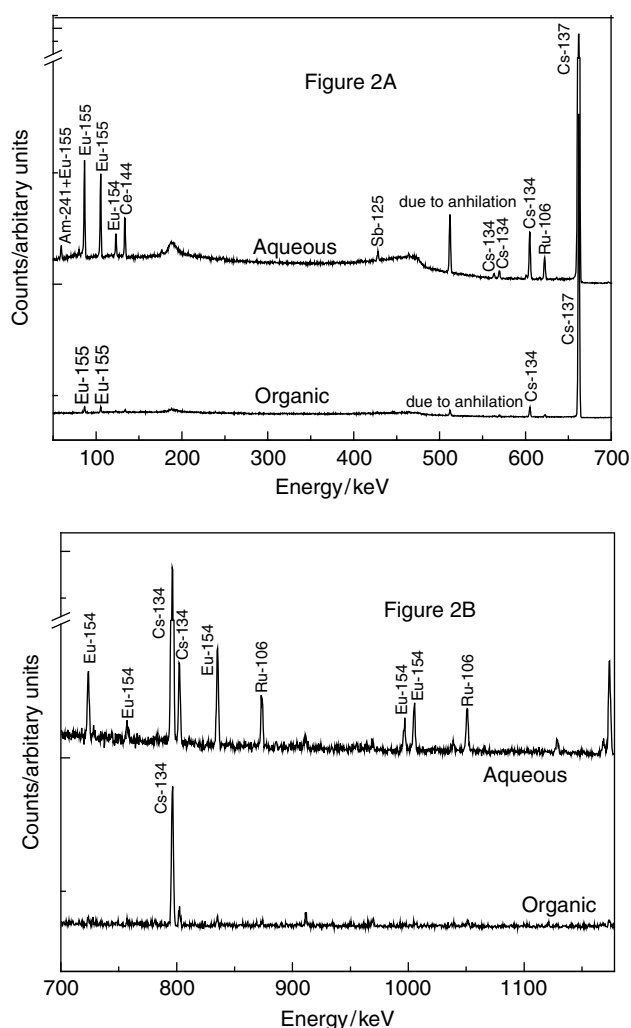 Figure 2A
Counts/arbitary units
Am-241+Eu-155
Eu-155
Eu-155
Eu-154
Ce-144
Aqueous
Sb-125
due to anhilation
Cs-134
Cs-134
Cs-134
Ru-106
Cs-137
Eu-155
Eu-155
Organic
due to anhilation
Cs-134
Cs-137
100 200 300 400 500 600 700
Energy/keV
Figure 2B
Counts/arbitary units
Eu-154
Eu-154
Cs-134
Cs-134
Eu-154
Ru-106
Eu-154
Eu-154
Ru-106
Aqueous
Cs-134
Organic
700 800 900 1000 1100
Energy/keV